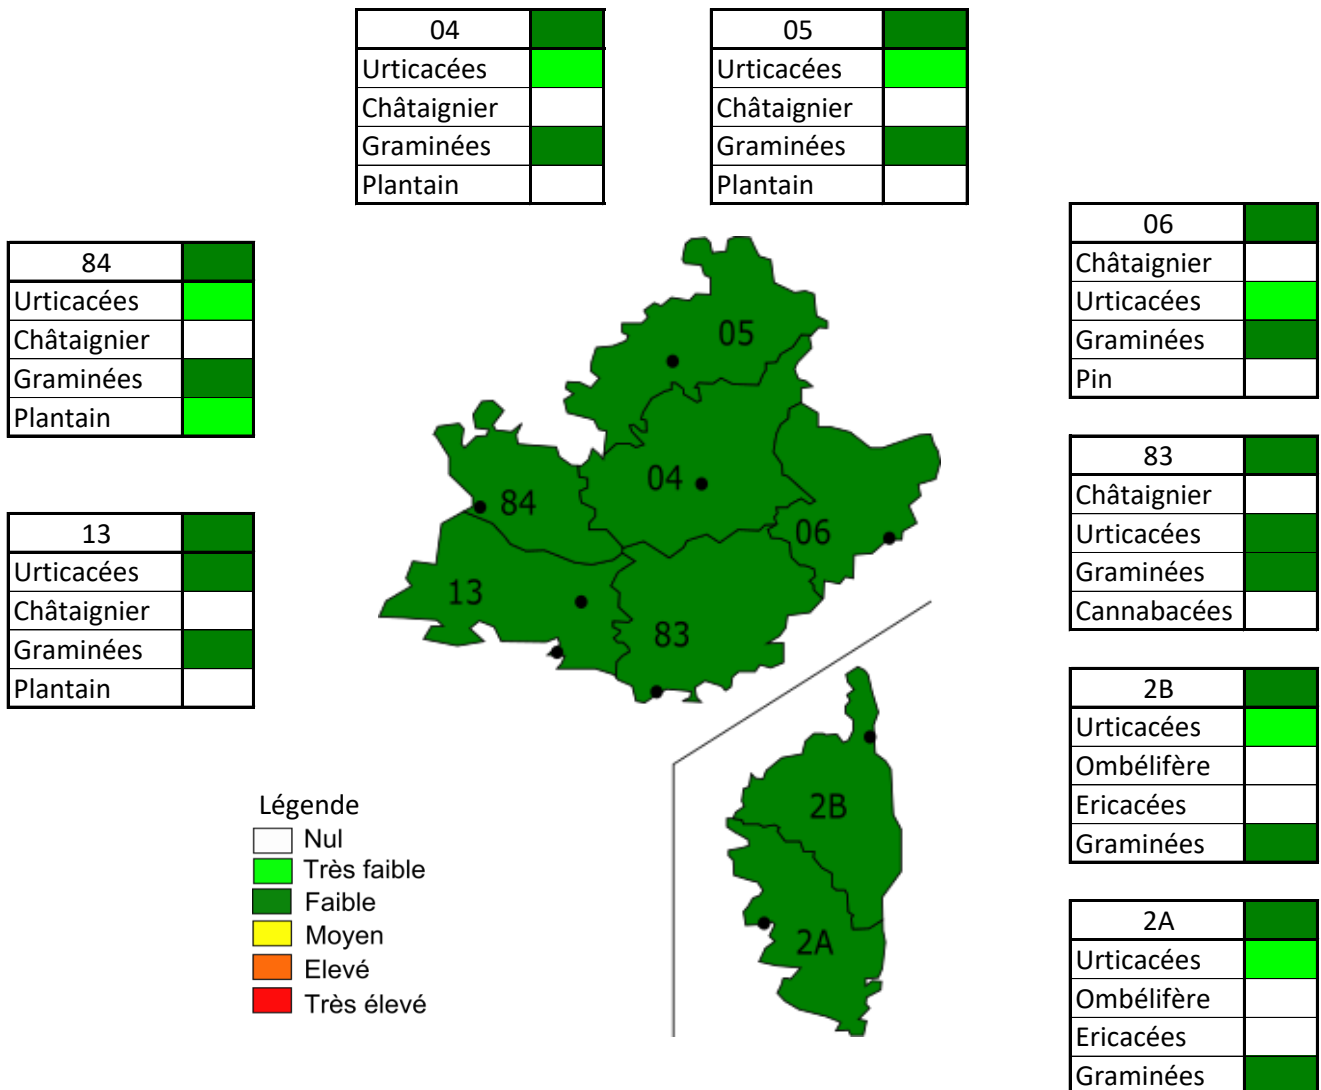 04
Urticacées
Châtaignier
Graminées
Plantain
05
Urticacées
Châtaignier
Graminées
Plantain
84
Urticacées
Châtaignier
Graminées
Plantain
13
Urticacées
Châtaignier
Graminées
Plantain
06
Châtaignier
Urticacées
Graminées
Pin
83
Châtaignier
Urticacées
Graminées
Cannabacées
2B
Urticacées
Ombélifère
Ericacées
Graminées
2A
Urticacées
Ombélifère
Ericacées
Graminées
05
04
84
06
13
83
2B
2A
Légende
Nul
Très faible
Faible
Moyen
Elevé
Très élevé